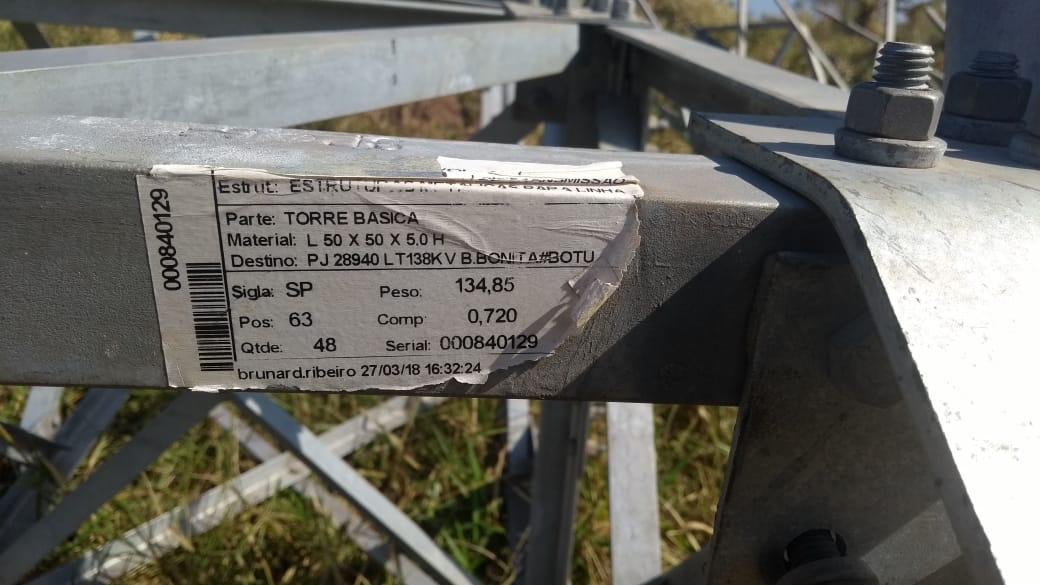 000840129
Estrut:
PARA LINHA
Parte: TORRE BASICA
Material: L 50 X 50 X 5.0 H
Destino: PJ 28940 LT138KV B.BONITA#BOTU
Sigla: SP Peso: 134,85
Pos: 63 Comp: 0,720
Qtde: 48 Serial: 000840129
brunard.ribeiro 27/03/18 16:32:24